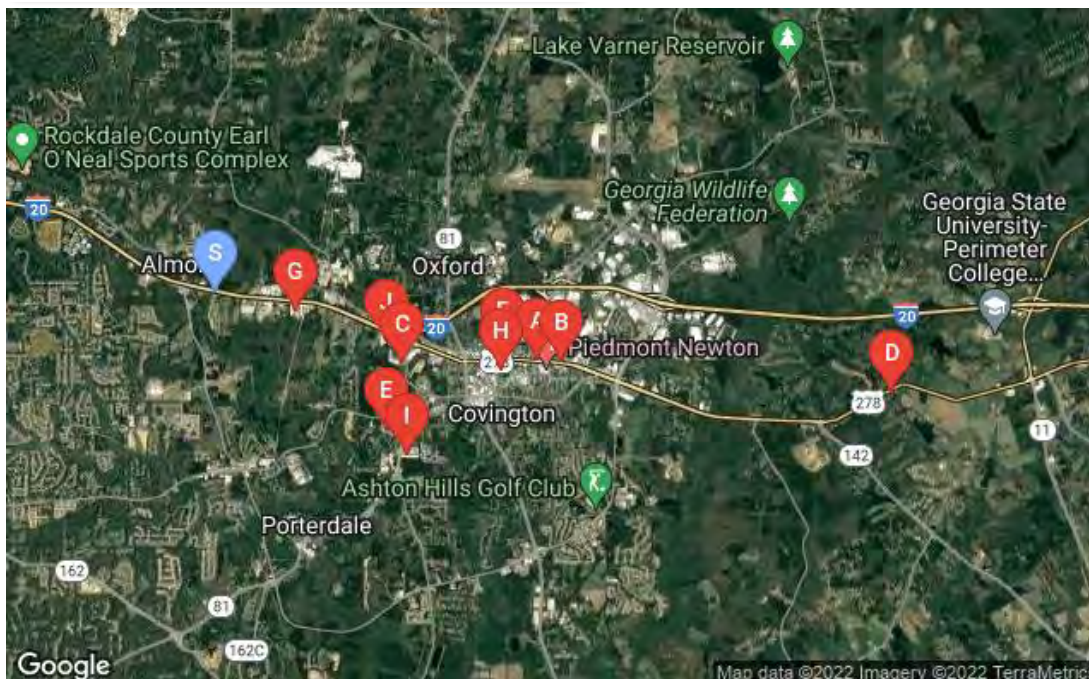 Lake Varner Reservoir
Rockdale County Earl
O'Neal Sports Complex
Georgia Wildlife
Federation
Georgia State
University-
Perimeter
College...
20
81
S
Oxford
G
J
C
20
A
B
H
20
Piedmont Newton
D
278
E
I
Covington
11
142
Ashton Hills Golf Club
Porterdale
162
81
162C
Google
Map data ©2022 Imagery ©2022 TerraMetrics